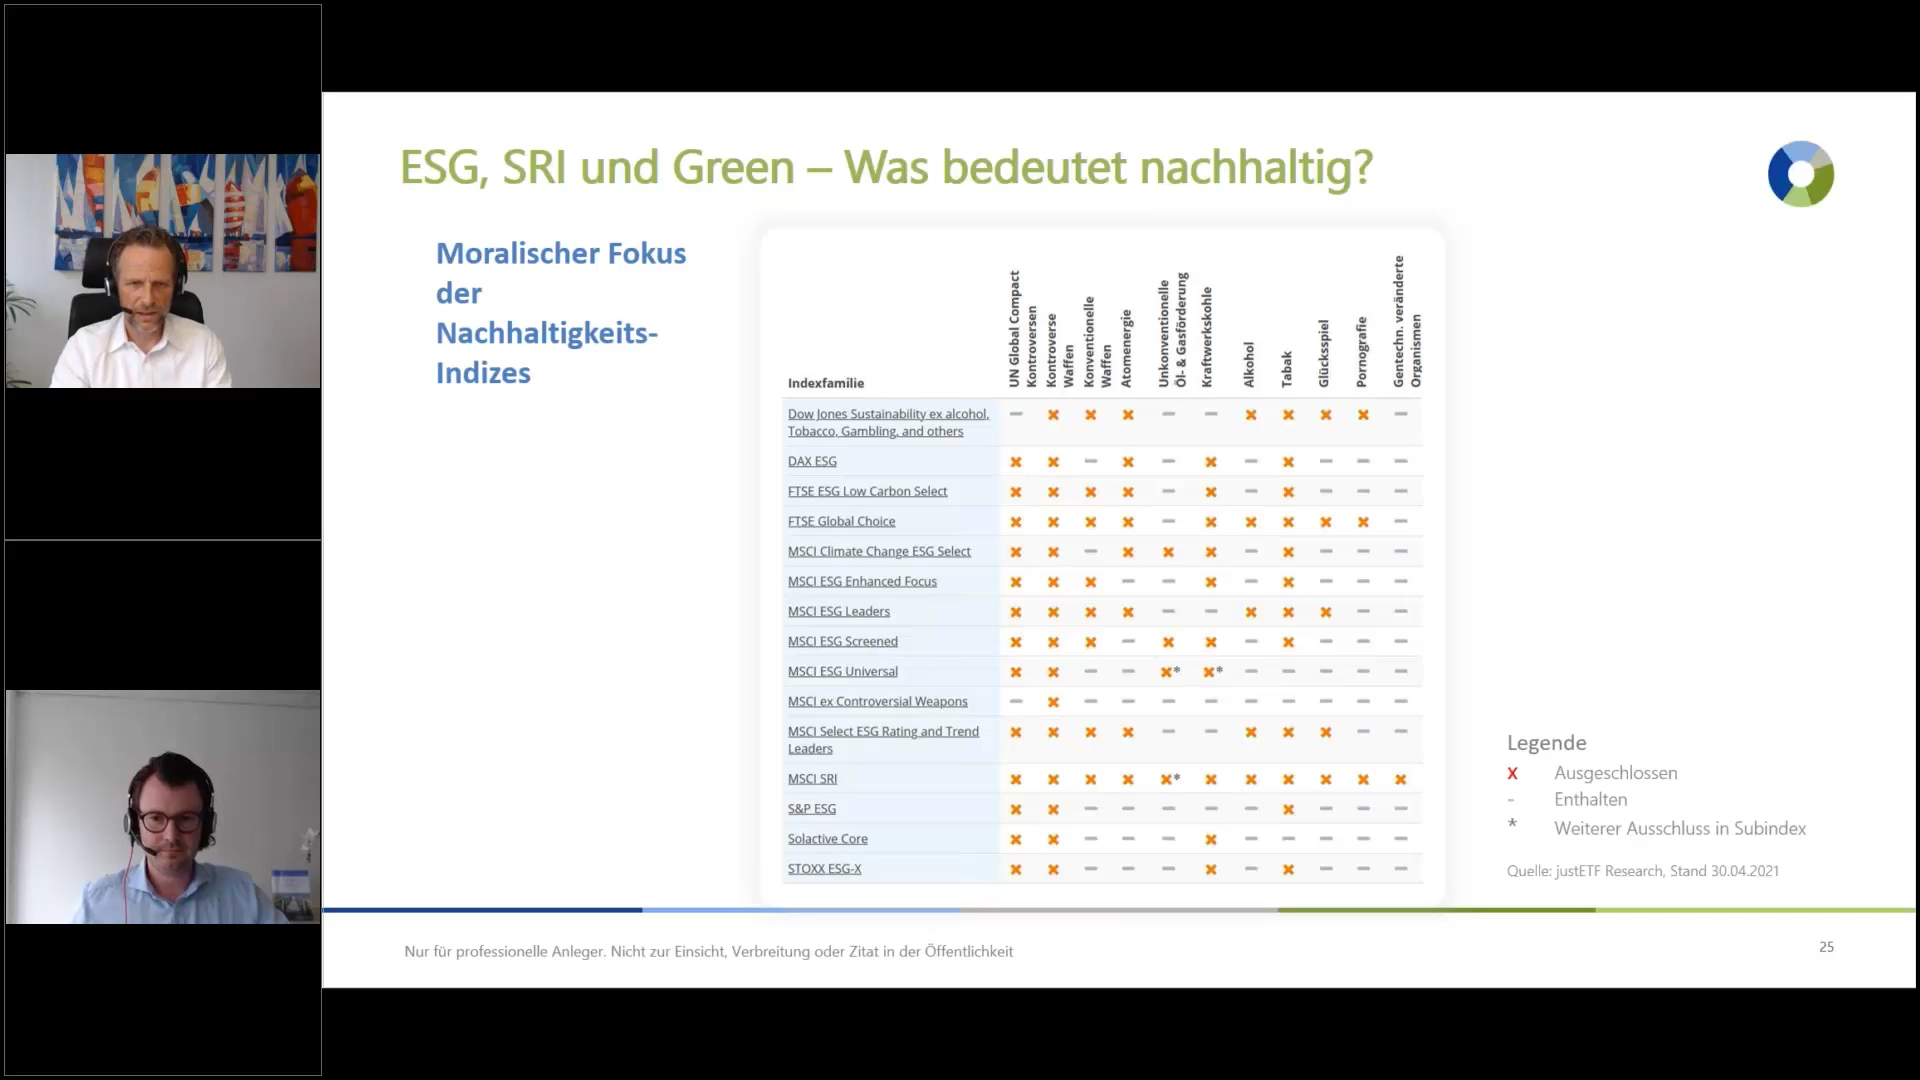 ESG, SRI und Green – Was bedeutet nachhaltig?
Moralischer Fokus
der
Nachhaltigkeits-
Indizes
Indexfamilie
UN Global Compact
Kontroversen
Kontroverse
Waffen
Konventionelle
Waffen
Atomenergie
Unkonventionelle
Öl- & Gasförderung
Kraftwerkskohle
Alkohol
Tabak
Glücksspiel
Pornografie
Gentechn. veränderte
Organismen
Dow Jones Sustainability ex alcohol,
Tobacco, Gambling, and others
– x x x – – x x x x –
DAX ESG x x – x – x – x – – –
FTSE ESG Low Carbon Select x x x x – x – x – – –
FTSE Global Choice x x x x – x x x x x –
MSCI Climate Change ESG Select x x – x x x – x – – –
MSCI ESG Enhanced Focus x x x – – x – x – – –
MSCI ESG Leaders x x x x – – x x x – –
MSCI ESG Screened x x x – x x – x – – –
MSCI ESG Universal x x – – x* x* – – – – –
MSCI ex Controversial Weapons – x – – – – – – – – –
MSCI Select ESG Rating and Trend
Leaders
x x x x – – x x x – –
MSCI SRI x x x x x* x x x x x x
S&P ESG x x – – – – – x – – –
Solactive Core x x – – – x – – – – –
STOXX ESG-X x x – – – x – x – – –
Legende
x Ausgeschlossen
- Enthalten
* Weiterer Ausschluss in Subindex
Quelle: justETF Research, Stand 30.04.2021
Nur für professionelle Anleger. Nicht zur Einsicht, Verbreitung oder Zitat in der Öffentlichkeit
25